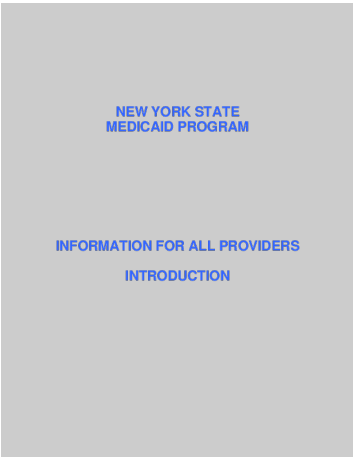 NEW YORK STATE
MEDICAID PROGRAM
INFORMATION FOR ALL PROVIDERS
INTRODUCTION